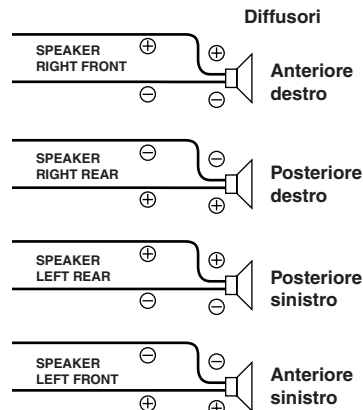 Diffusori
SPEAKER
RIGHT FRONT
⊕
⊕
⊖
⊖
Anteriore
destro
SPEAKER
RIGHT REAR
⊖
⊖
⊕
⊕
Posteriore
destro
SPEAKER
LEFT REAR
⊕
⊕
⊖
⊖
Posteriore
sinistro
SPEAKER
LEFT FRONT
⊖
⊖
⊕
⊕
Anteriore
sinistro